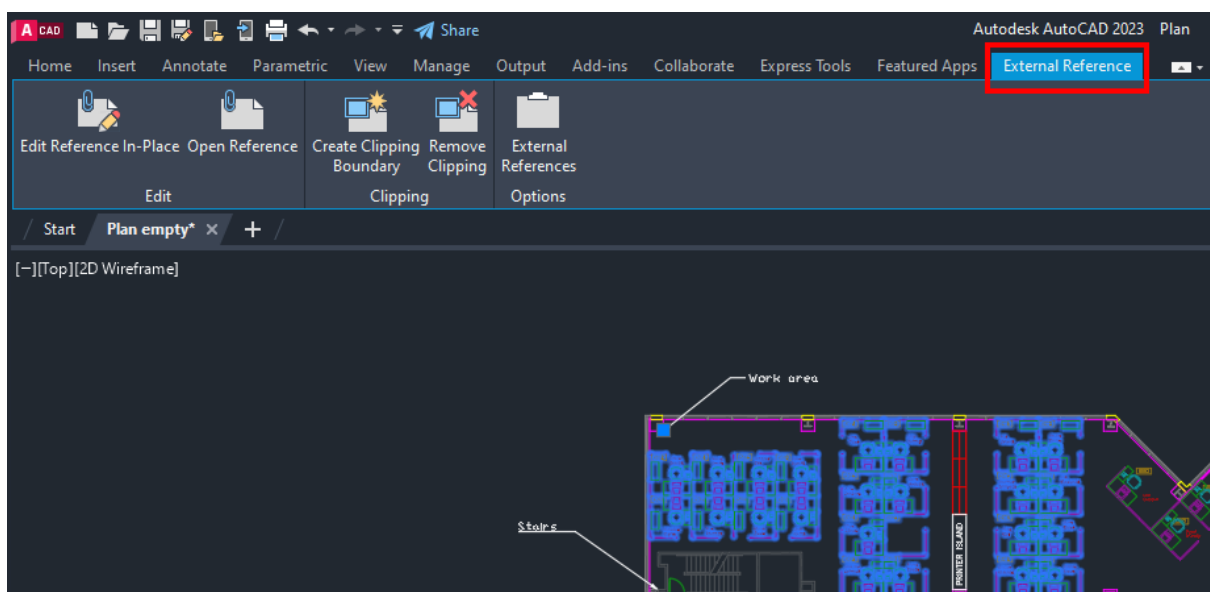 A CAD Share Autodesk AutoCAD 2023 Plan
Home Insert Annotate Parametric View Manage Output Add-ins Collaborate Express Tools Featured Apps External Reference
Edit Reference In-Place Open Reference Create Clipping Remove External
Boundary Clipping References
Edit Clipping Options
Start Plan empty*
[−][Top][2D Wireframe]
Work area
Stairs
PRINTER ISLAND